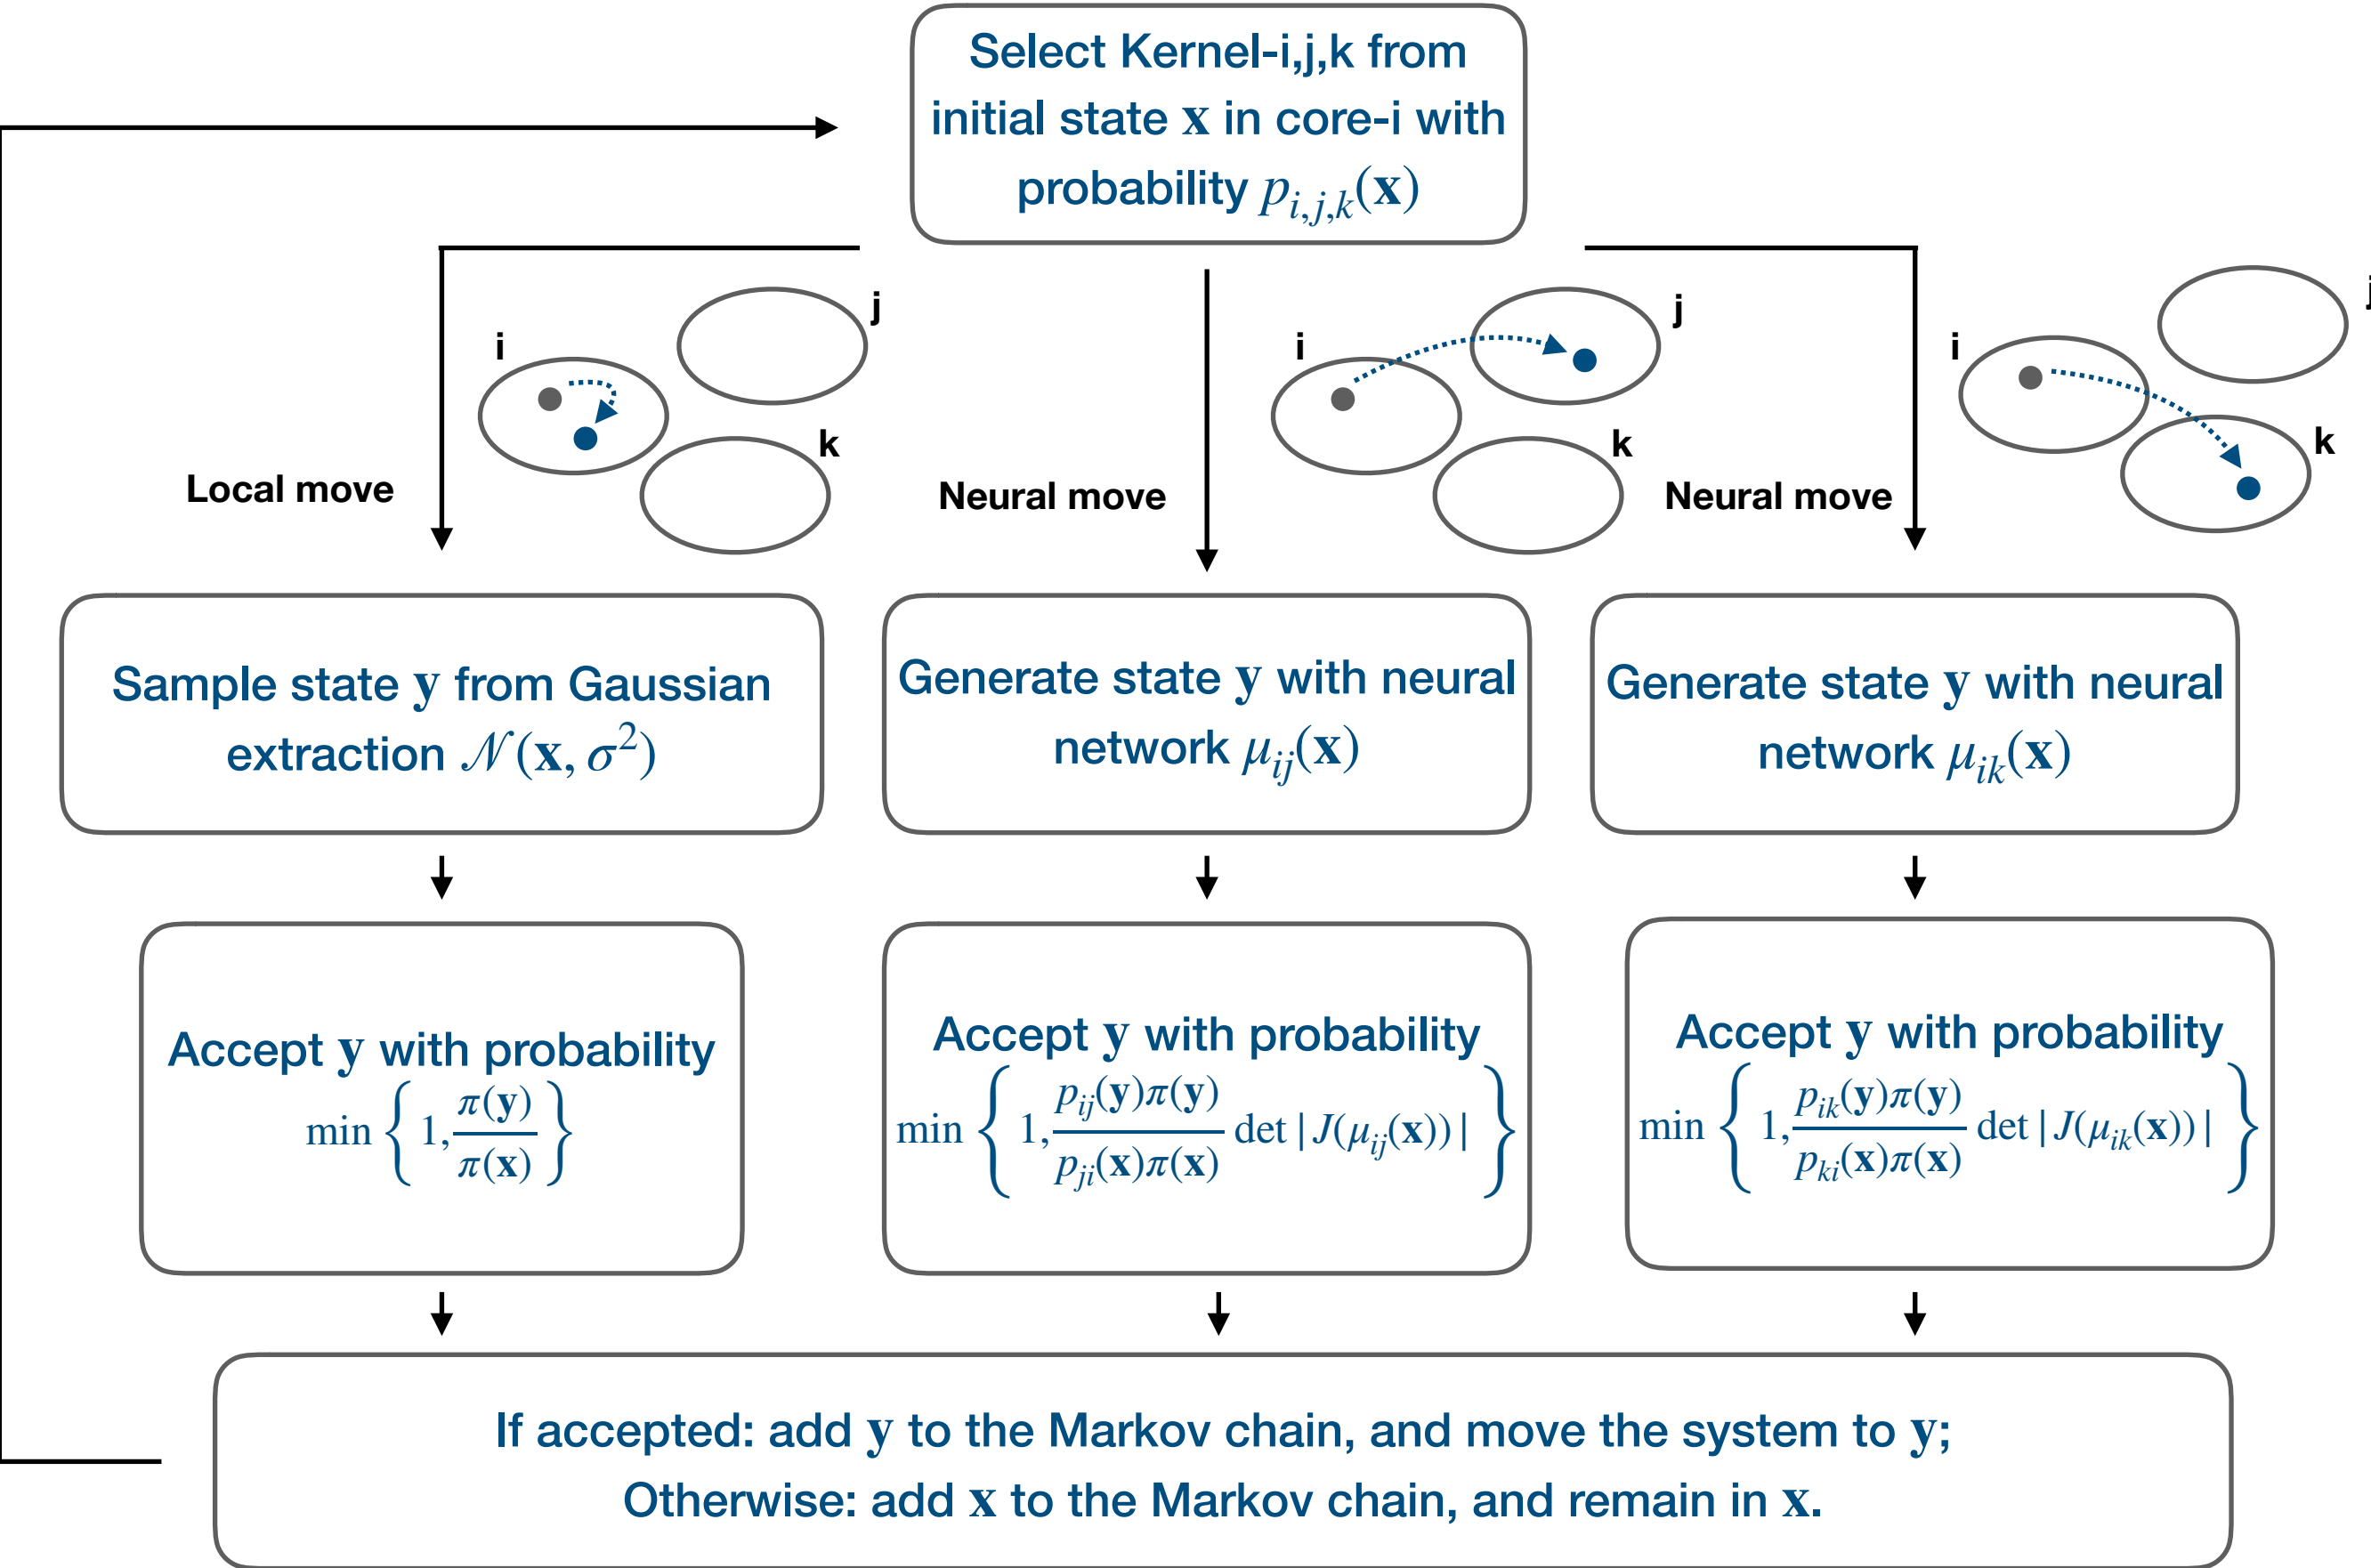 Select Kernel-i,j,k from
initial state x in core-i with
probability p_{i,j,k}(x)
j
i
k
Local move
j
i
k
Neural move
j
i
k
Neural move
Sample state y from Gaussian
extraction 𝒩(x, σ²)
Generate state y with neural
network μ_{ij}(x)
Generate state y with neural
network μ_{ik}(x)
Accept y with probability
min { 1, π(y) / π(x) }
Accept y with probability
min { 1, p_{ij}(y)π(y) / p_{ji}(x)π(x) det | J(μ_{ij}(x)) | }
Accept y with probability
min { 1, p_{ik}(y)π(y) / p_{ki}(x)π(x) det | J(μ_{ik}(x)) | }
If accepted: add y to the Markov chain, and move the system to y;
Otherwise: add x to the Markov chain, and remain in x.